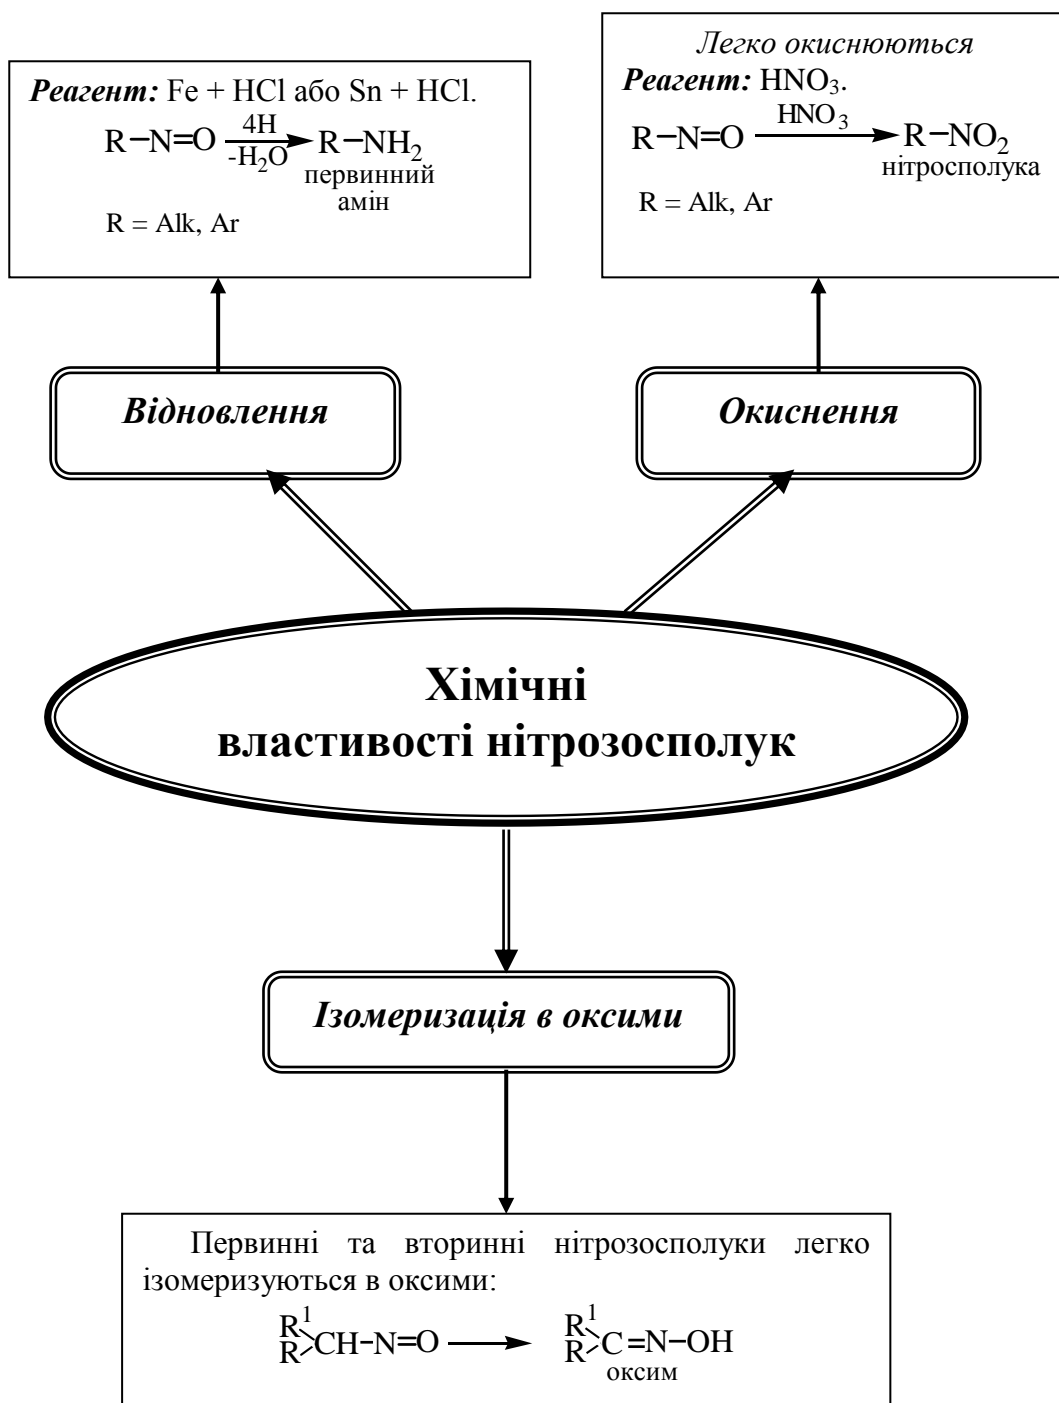 Легко окиснюються
Реагент: HNO₃.
R–N=O HNO₃ R–NO₂
нітросполука
R = Alk, Ar
Реагент: Fe + HCl або Sn + HCl.
R–N=O 4H -H₂O R–NH₂
первинний
амін
R = Alk, Ar
Відновлення
Окиснення
Хімічні
властивості нітрозосполук
Ізомеризація в оксими
Первинні та вторинні нітрозосполуки легко
ізомеризуються в оксими:
R¹ R CH–N=O R¹ R C=N–OH
оксим